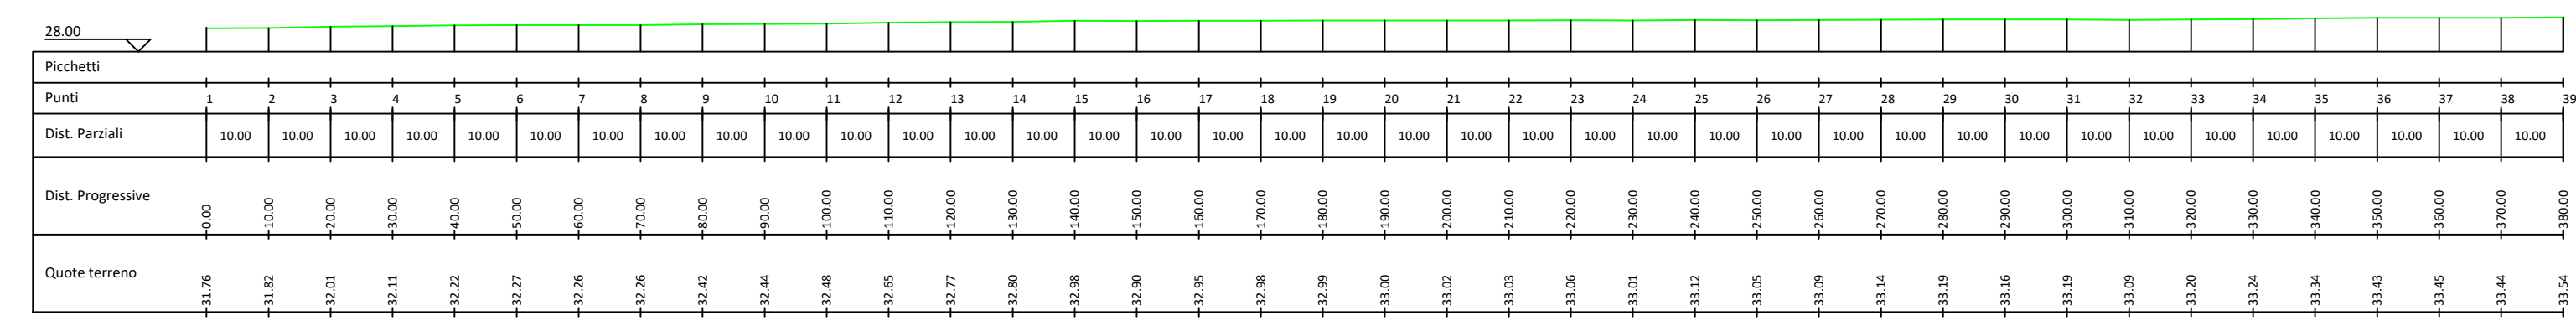 28.00
Picchetti
Punti 1 2 3 4 5 6 7 8 9 10 11 12 13 14 15 16 17 18 19 20 21 22 23 24 25 26 27 28 29 30 31 32 33 34 35 36 37 38 39
Dist. Parziali 10.00 10.00 10.00 10.00 10.00 10.00 10.00 10.00 10.00 10.00 10.00 10.00 10.00 10.00 10.00 10.00 10.00 10.00 10.00 10.00 10.00 10.00 10.00 10.00 10.00 10.00 10.00 10.00 10.00 10.00 10.00 10.00 10.00 10.00 10.00 10.00 10.00 10.00
Dist. Progressive 0.00 10.00 20.00 30.00 40.00 50.00 60.00 70.00 80.00 90.00 100.00 110.00 120.00 130.00 140.00 150.00 160.00 170.00 180.00 190.00 200.00 210.00 220.00 230.00 240.00 250.00 260.00 270.00 280.00 290.00 300.00 310.00 320.00 330.00 340.00 350.00 360.00 370.00 380.00
Quote terreno 31.76 31.82 32.01 32.11 32.22 32.27 32.26 32.26 32.42 32.44 32.48 32.65 32.77 32.80 32.98 32.90 32.95 32.98 32.99 33.00 33.02 33.03 33.06 33.01 33.12 33.05 33.09 33.14 33.19 33.16 33.19 33.09 33.20 33.24 33.34 33.43 33.45 33.44 33.54